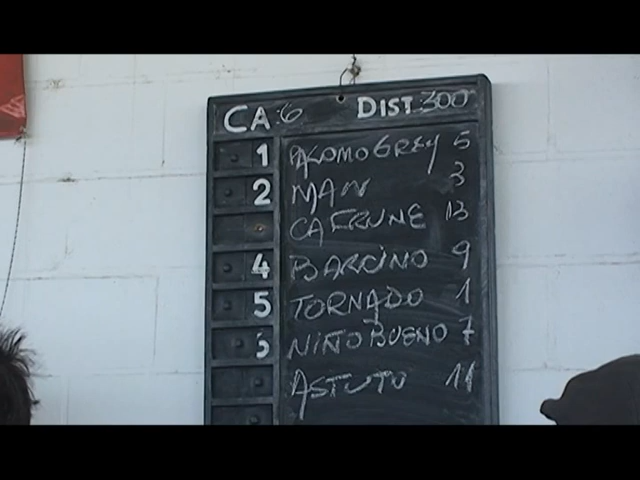 CA:6 DIST:300
1 PALOMO GREY 5
2 MAN 3
CAFRUNE 13
4 BARCINO 9
5 TORNADO 1
NIÑO BUENO 7
ASTUTO 11